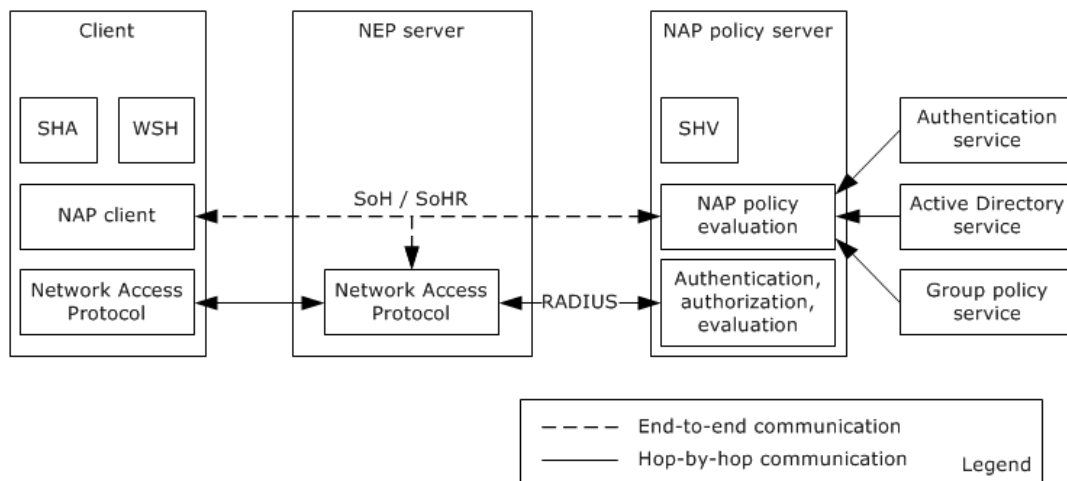 Client
NEP server
NAP policy server
SHA
WSH
SHV
Authentication
service
SoH / SoHR
NAP client
NAP policy
evaluation
Active Directory
service
Network Access
Protocol
Network Access
Protocol
RADIUS
Authentication,
authorization,
evaluation
Group policy
service
End-to-end communication
Hop-by-hop communication
Legend